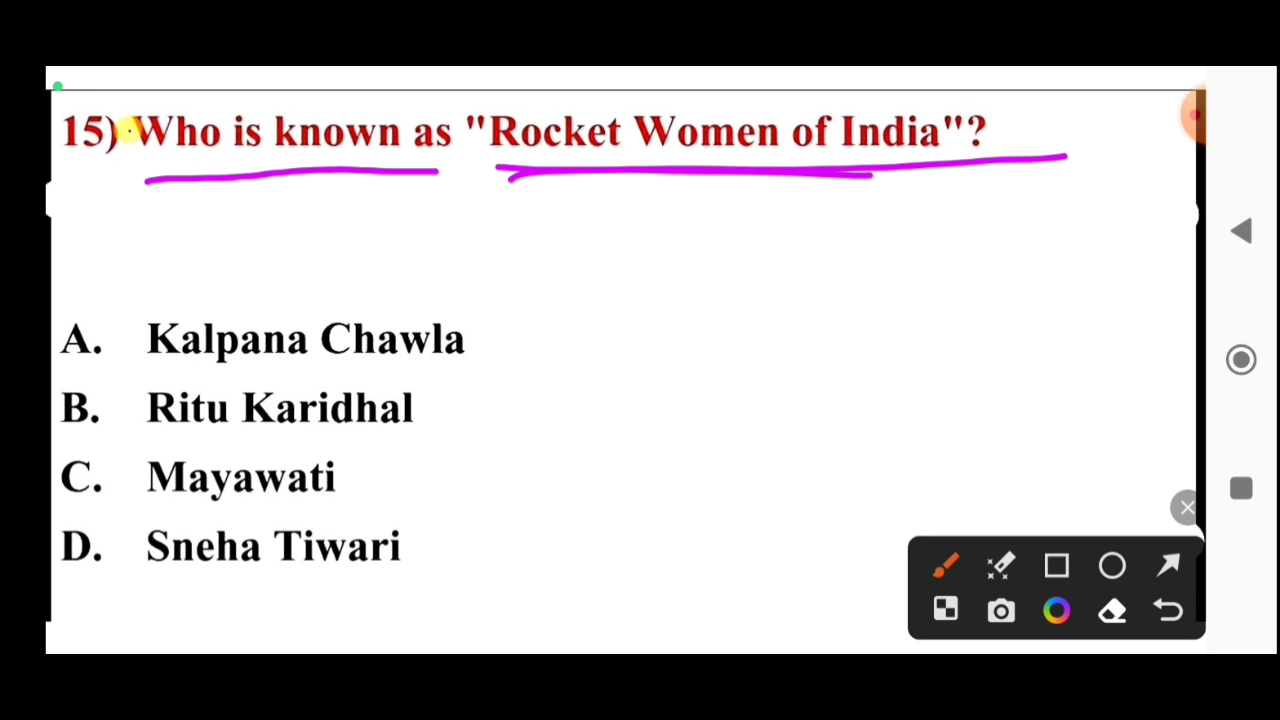 15) Who is known as "Rocket Women of India"?
A. Kalpana Chawla
B. Ritu Karidhal
C. Mayawati
D. Sneha Tiwari